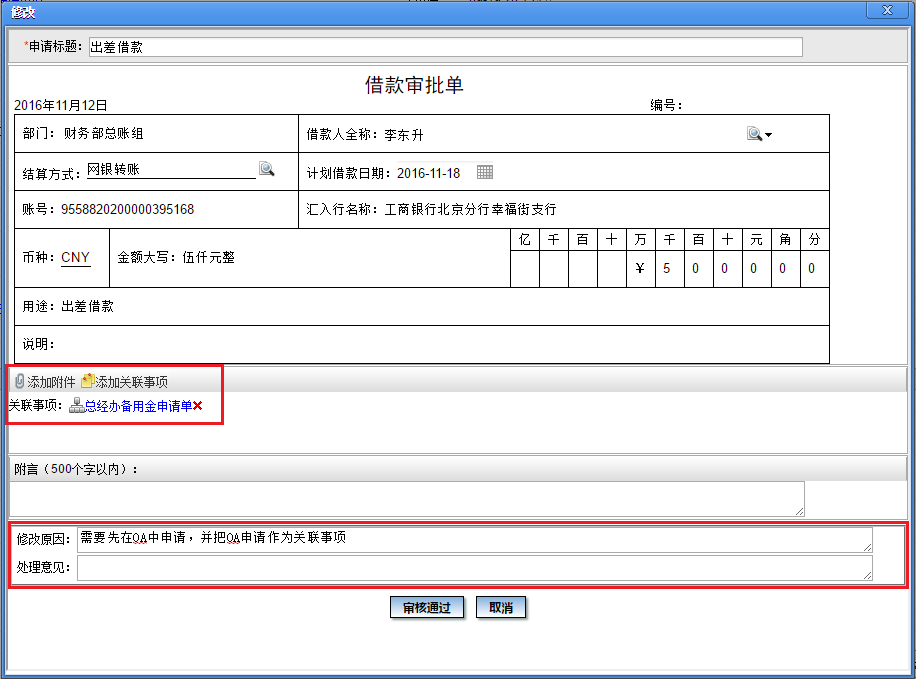 修改
*申请标题： 出差借款
借款审批单
2016年11月12日 编号：
部门： 财务部总账组 借款人全称： 李东升
结算方式： 网银转账 计划借款日期： 2016-11-18
账号： 9558820200000395168 汇入行名称： 工商银行北京分行幸福街支行
币种： CNY 金额大写： 伍仟元整 亿 千 百 十 万 千 百 十 元 角 分
¥ 5 0 0 0 0 0
用途： 出差借款
说明：
添加附件 添加关联事项
关联事项： 总经办备用金申请单
附言（500个字以内）：
修改原因： 需要先在OA中申请，并把OA申请作为关联事项
处理意见：
审核通过 取消